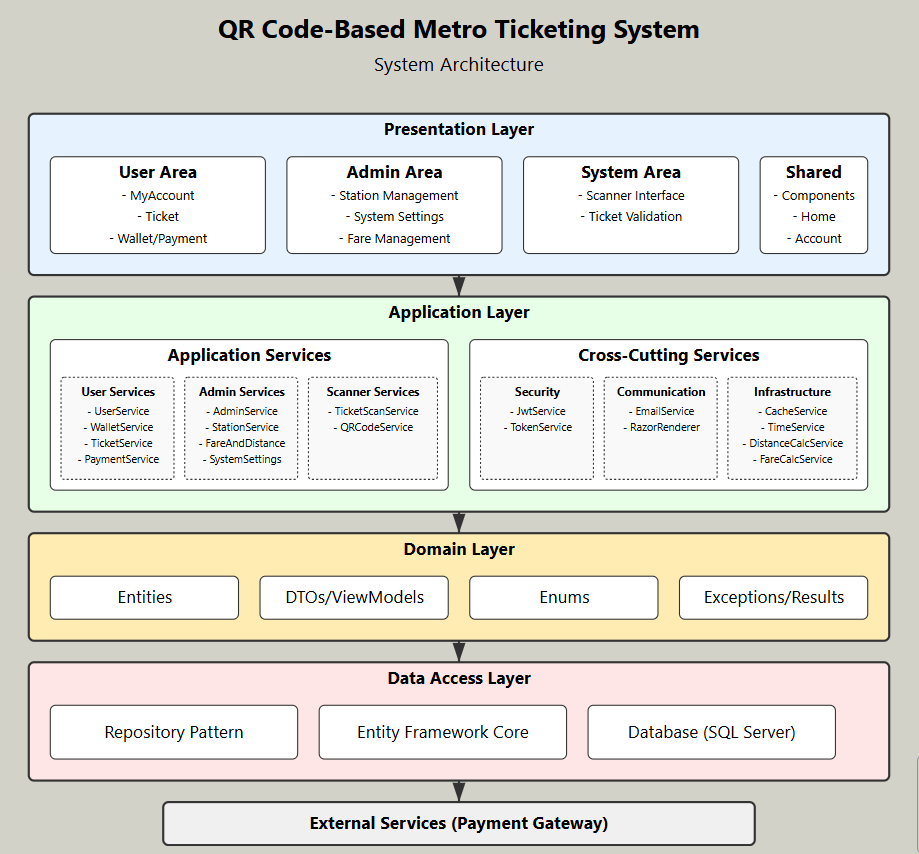 QR Code-Based Metro Ticketing System
System Architecture
Presentation Layer
User Area
- MyAccount
- Ticket
- Wallet/Payment
Admin Area
- Station Management
- System Settings
- Fare Management
System Area
- Scanner Interface
- Ticket Validation
Shared
- Components
- Home
- Account
Application Layer
Application Services
User Services
- UserService
- WalletService
- TicketService
- PaymentService
Admin Services
- AdminService
- StationService
- FareAndDistance
- SystemSettings
Scanner Services
- TicketScanService
- QRCodeService
Cross-Cutting Services
Security
- JwtService
- TokenService
Communication
- EmailService
- RazorRenderer
Infrastructure
- CacheService
- TimeService
- DistanceCalcService
- FareCalcService
Domain Layer
Entities
DTOs/ViewModels
Enums
Exceptions/Results
Data Access Layer
Repository Pattern
Entity Framework Core
Database (SQL Server)
External Services (Payment Gateway)